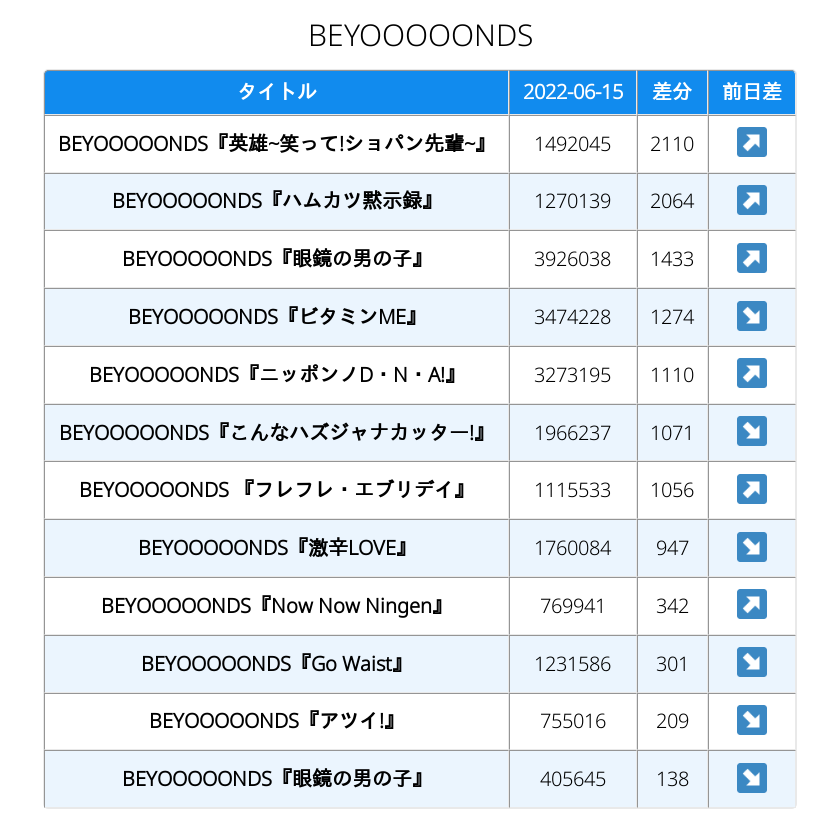 BEYOOOOONDS
タイトル 2022-06-15 差分 前日差
BEYOOOOONDS『英雄~笑って!ショパン先輩~』 1492045 2110 ↗
BEYOOOOONDS『ハムカツ黙示録』 1270139 2064 ↗
BEYOOOOONDS『眼鏡の男の子』 3926038 1433 ↗
BEYOOOOONDS『ビタミンME』 3474228 1274 ↘
BEYOOOOONDS『ニッポンノD・N・A!』 3273195 1110 ↗
BEYOOOOONDS『こんなハズジャナカッター!』 1966237 1071 ↘
BEYOOOOONDS 『フレフレ・エブリデイ』 1115533 1056 ↗
BEYOOOOONDS『激辛LOVE』 1760084 947 ↘
BEYOOOOONDS『Now Now Ningen』 769941 342 ↗
BEYOOOOONDS『Go Waist』 1231586 301 ↘
BEYOOOOONDS『アツイ!』 755016 209 ↘
BEYOOOOONDS『眼鏡の男の子』 405645 138 ↘